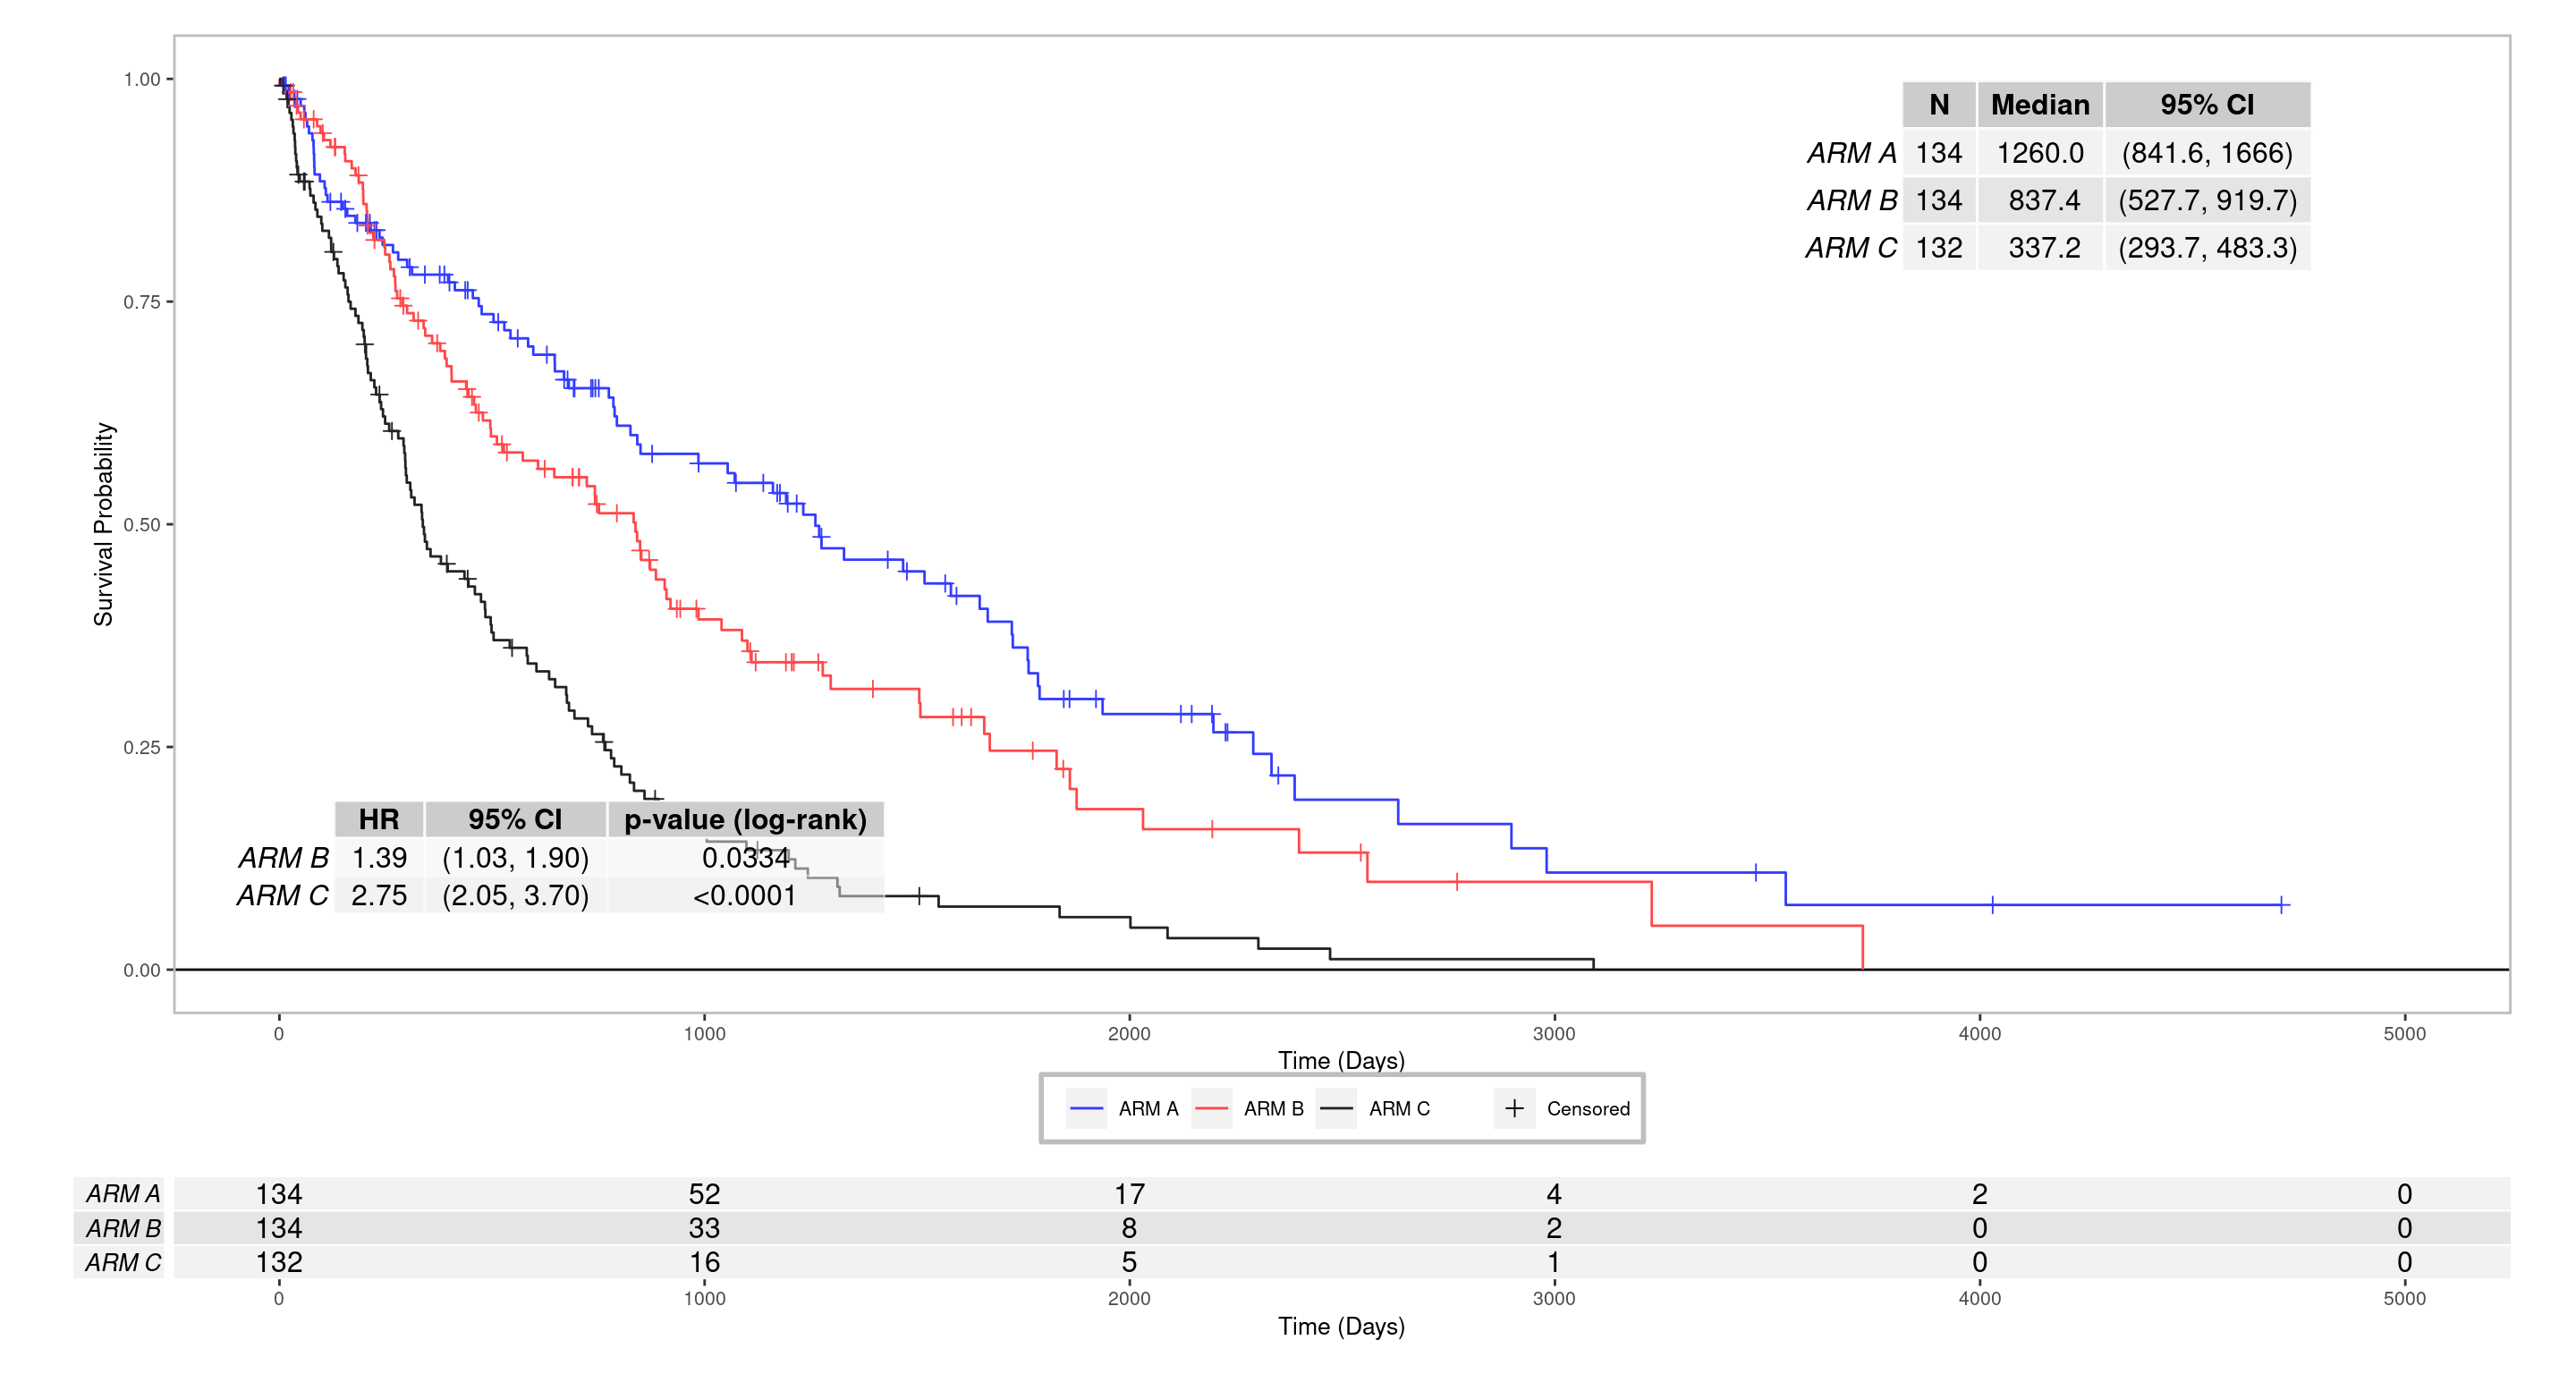 1.00
0.75
0.50
0.25
0.00
Survival Probability
N Median 95% CI
ARM A 134 1260.0 (841.6, 1666)
ARM B 134 837.4 (527.7, 919.7)
ARM C 132 337.2 (293.7, 483.3)
HR 95% CI p-value (log-rank)
ARM B 1.39 (1.03, 1.90) 0.0334
ARM C 2.75 (2.05, 3.70) <0.0001
0 1000 2000 3000 4000 5000
Time (Days)
ARM A ARM B ARM C Censored
ARM A 134 52 17 4 2 0
ARM B 134 33 8 2 0 0
ARM C 132 16 5 1 0 0
0 1000 2000 3000 4000 5000
Time (Days)